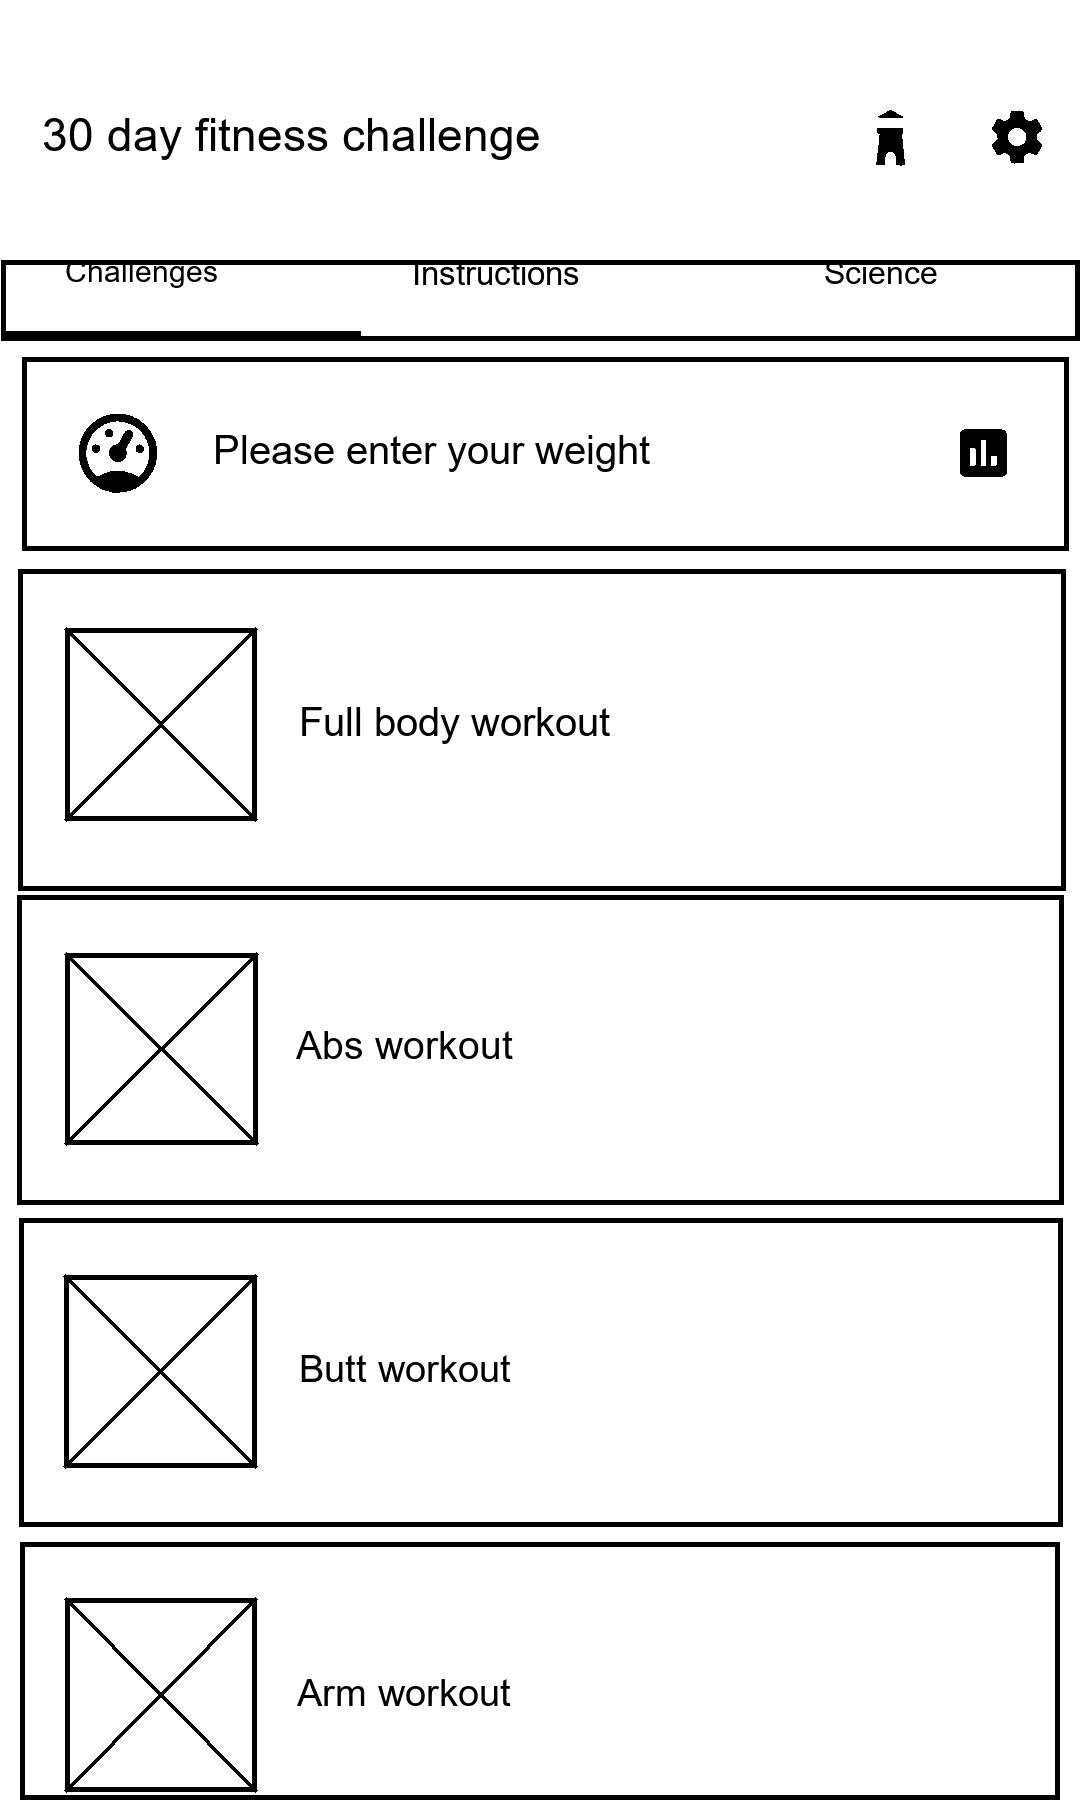 30 day fitness challenge
Challenges Instructions Science
Please enter your weight
Full body workout
Abs workout
Butt workout
Arm workout